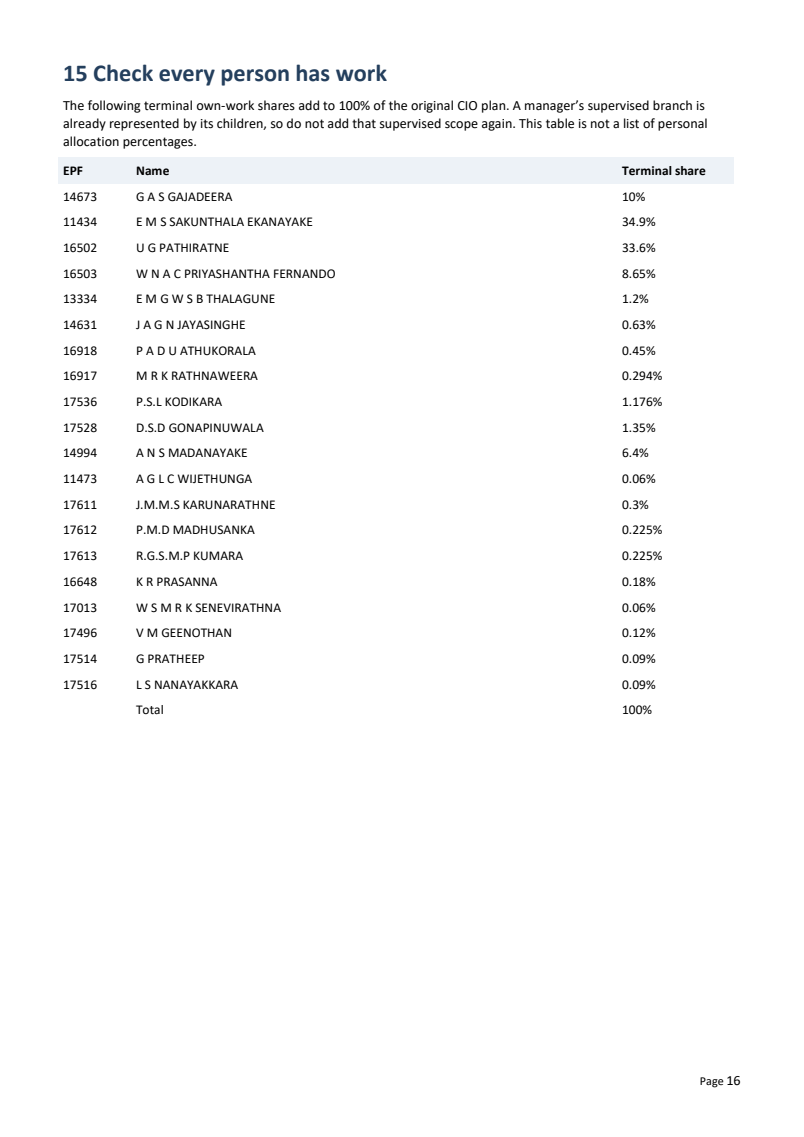 15 Check every person has work
The following terminal own-work shares add to 100% of the original CIO plan. A manager’s supervised branch is
already represented by its children, so do not add that supervised scope again. This table is not a list of personal
allocation percentages.
EPF Name Terminal share
14673 G A S GAJADEERA 10%
11434 E M S SAKUNTHALA EKANAYAKE 34.9%
16502 U G PATHIRATNE 33.6%
16503 W N A C PRIYASHANTHA FERNANDO 8.65%
13334 E M G W S B THALAGUNE 1.2%
14631 J A G N JAYASINGHE 0.63%
16918 P A D U ATHUKORALA 0.45%
16917 M R K RATHNAWEERA 0.294%
17536 P.S.L KODIKARA 1.176%
17528 D.S.D GONAPINUWALA 1.35%
14994 A N S MADANAYAKE 6.4%
11473 A G L C WIJETHUNGA 0.06%
17611 J.M.M.S KARUNARATHNE 0.3%
17612 P.M.D MADHUSANKA 0.225%
17613 R.G.S.M.P KUMARA 0.225%
16648 K R PRASANNA 0.18%
17013 W S M R K SENEVIRATHNA 0.06%
17496 V M GEENOTHAN 0.12%
17514 G PRATHEEP 0.09%
17516 L S NANAYAKKARA 0.09%
Total 100%
Page 16